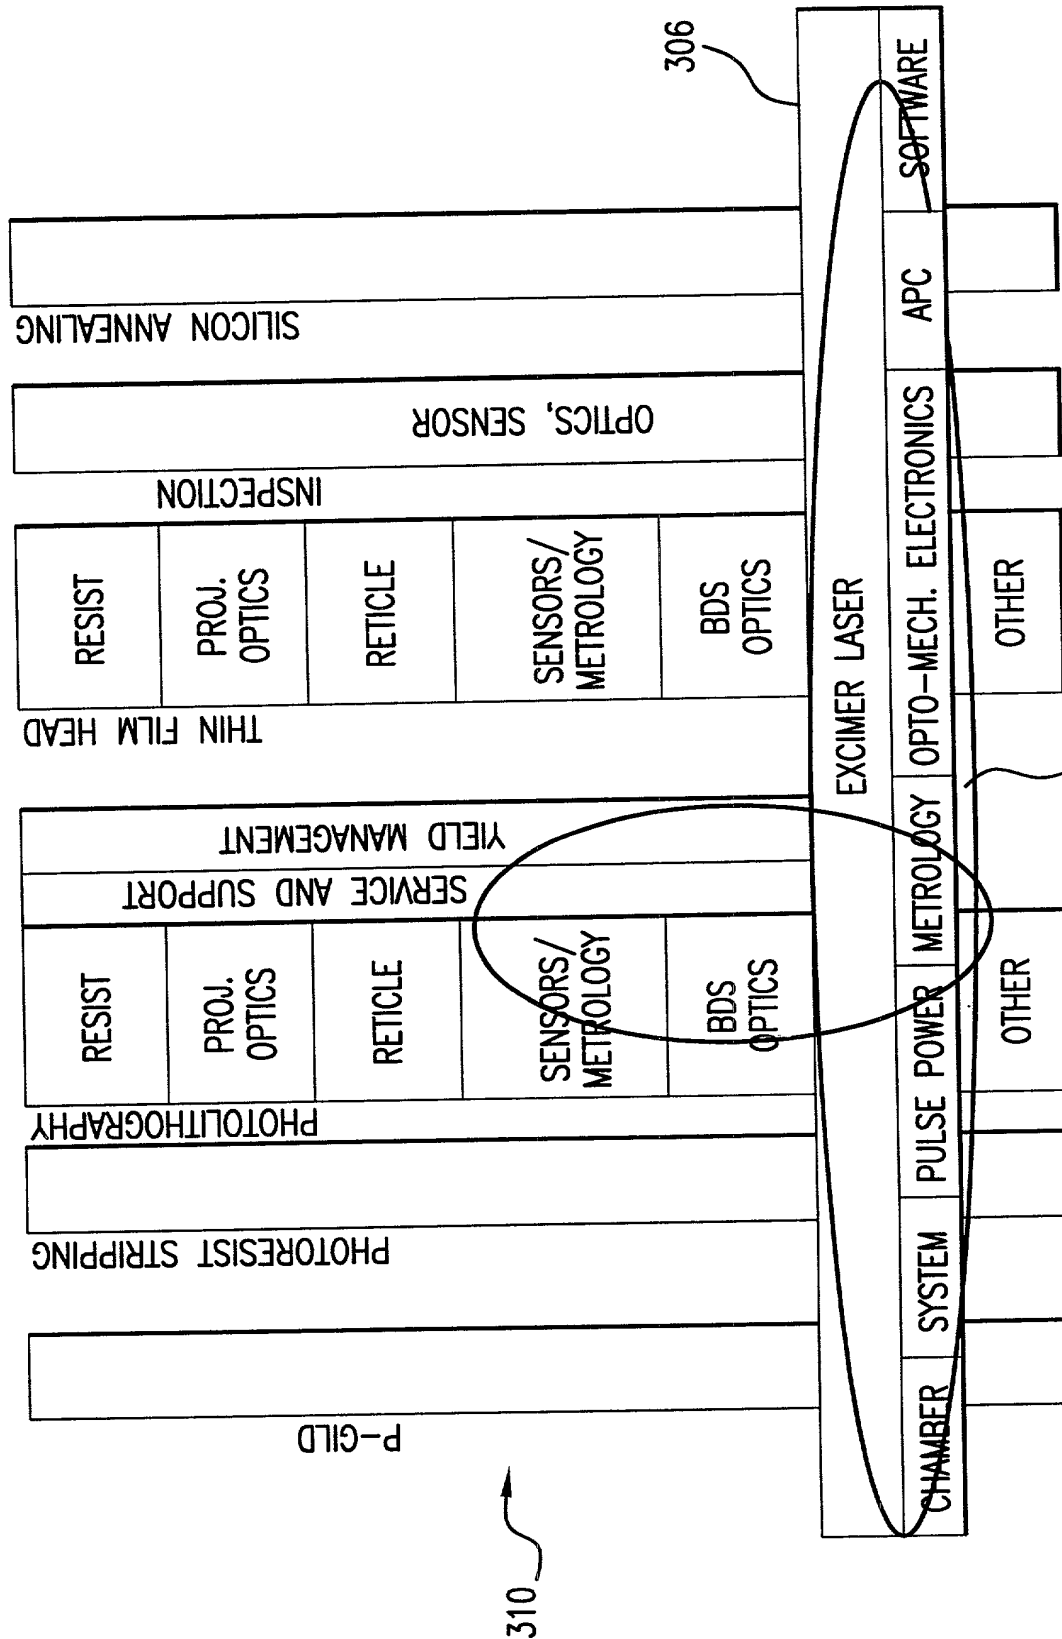 310
P-GILD
PHOTORESIST STRIPPING
PHOTOLITHOGRAPHY
RESIST
PROJ.
OPTICS
RETICLE
SENSORS/
METROLOGY
BDS
OPTICS
SERVICE AND SUPPORT
YIELD MANAGEMENT
THIN FILM HEAD
RESIST
PROJ.
OPTICS
RETICLE
SENSORS/
METROLOGY
BDS
OPTICS
INSPECTION
OPTICS, SENSOR
SILICON ANNEALING
306
EXCIMER LASER
CHAMBER
SYSTEM
PULSE POWER
METROLOGY
OPTO-MECH. ELECTRONICS
APC
SOFTWARE
OTHER
OTHER